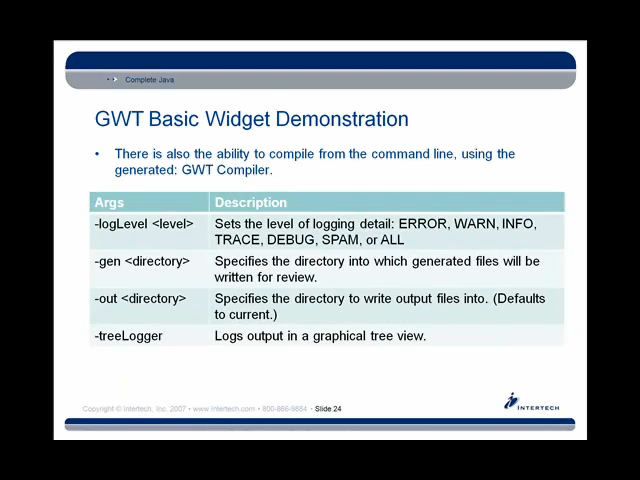 Complete Java
GWT Basic Widget Demonstration
• There is also the ability to compile from the command line, using the
generated: GWT Compiler.
Args Description
-logLevel <level> Sets the level of logging detail: ERROR, WARN, INFO,
TRACE, DEBUG, SPAM, or ALL
-gen <directory> Specifies the directory into which generated files will be
written for review.
-out <directory> Specifies the directory to write output files into. (Defaults
to current.)
-treeLogger Logs output in a graphical tree view.
Copyright © Intertech, Inc. 2007 • www.Intertech.com • 800-866-9884 • Slide 24
INTERTECH